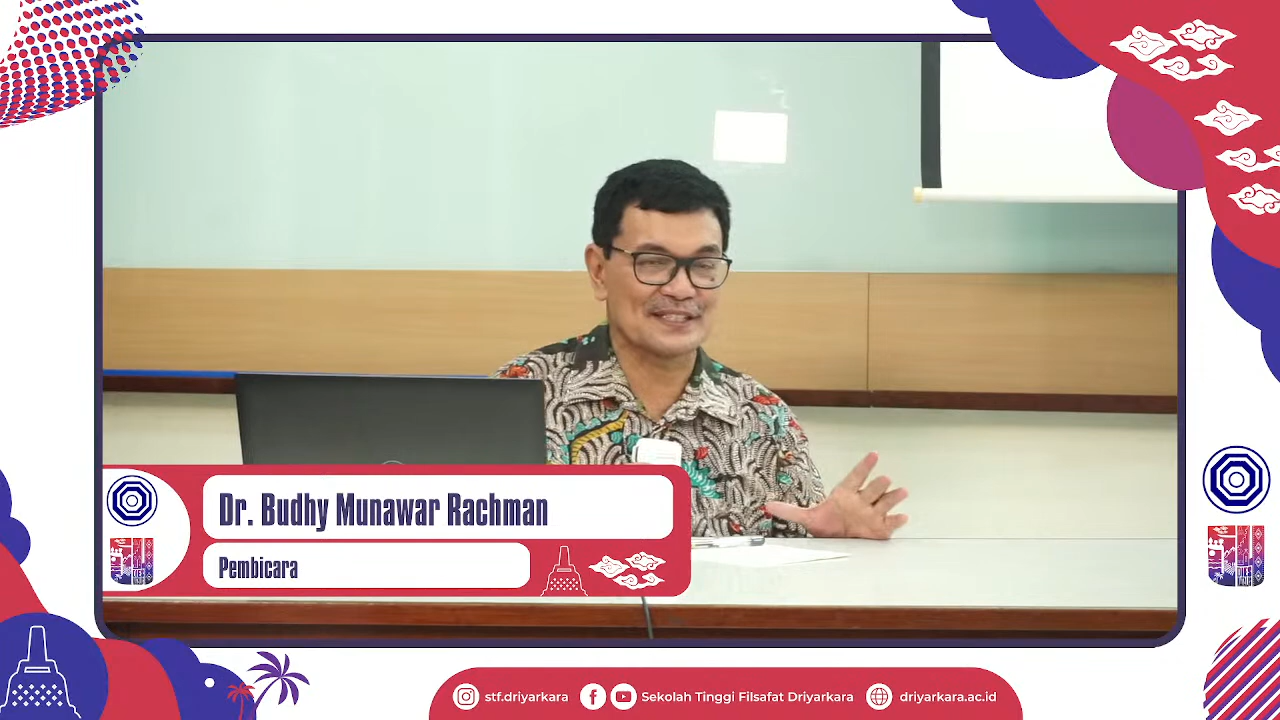 Dr. Budhy Munawar Rachman
Pembicara
stf.driyarkara
Sekolah Tinggi Filsafat Driyarkara
driyarkara.ac.id